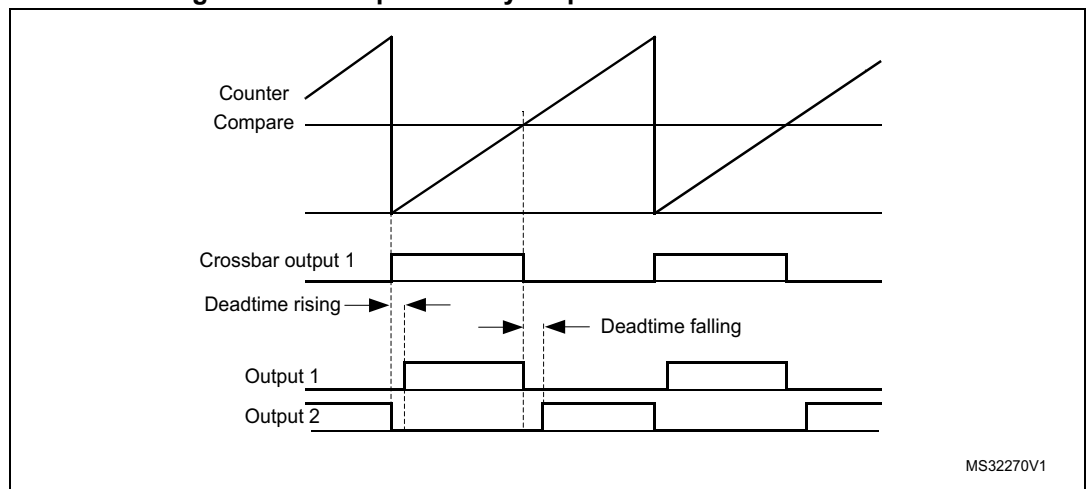 Counter
Compare
Crossbar output 1
Deadtime rising
Deadtime falling
Output 1
Output 2
MS32270V1